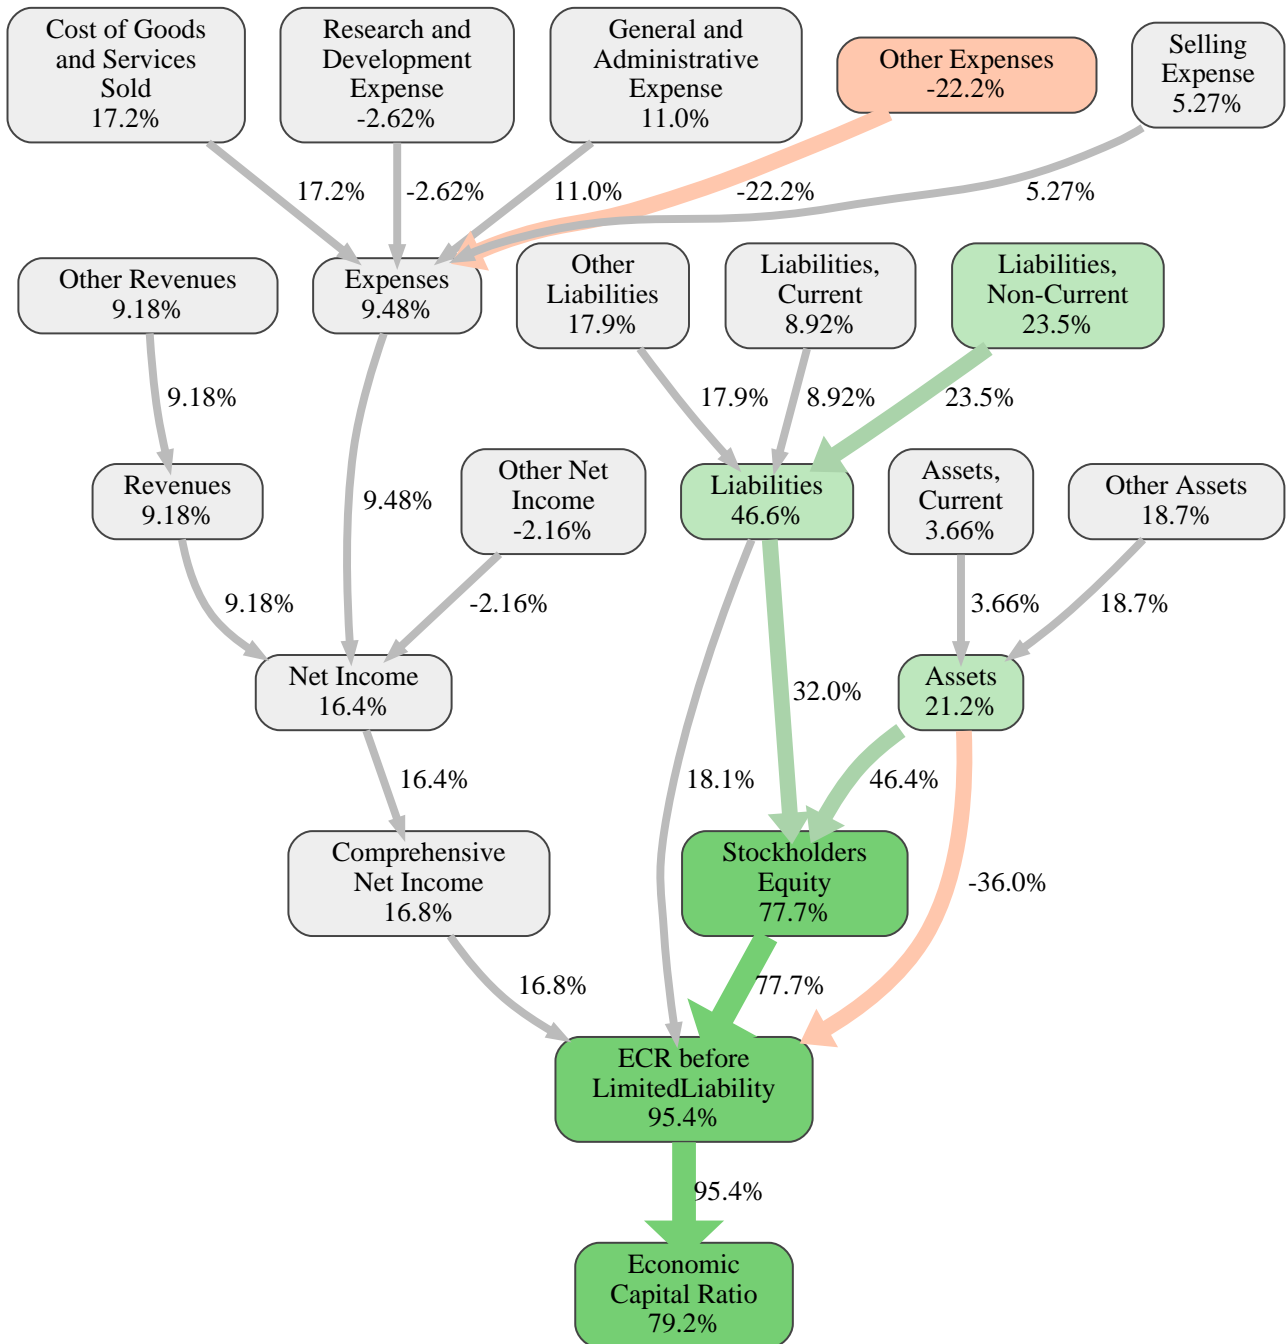 Cost of Goods
and Services
Sold
17.2%
Research and
Development
Expense
-2.62%
General and
Administrative
Expense
11.0%
Other Expenses
-22.2%
Selling
Expense
5.27%
17.2%
-2.62%
11.0%
-22.2%
5.27%
Other Revenues
9.18%
Expenses
9.48%
Other
Liabilities
17.9%
Liabilities,
Current
8.92%
Liabilities,
Non-Current
23.5%
9.18%
17.9%
8.92%
23.5%
Revenues
9.18%
9.48%
Other Net
Income
-2.16%
Liabilities
46.6%
Assets,
Current
3.66%
Other Assets
18.7%
9.18%
-2.16%
3.66%
18.7%
Net Income
16.4%
32.0%
Assets
21.2%
16.4%
18.1%
46.4%
Comprehensive
Net Income
16.8%
Stockholders
Equity
77.7%
-36.0%
16.8%
77.7%
ECR before
LimitedLiability
95.4%
95.4%
Economic
Capital Ratio
79.2%